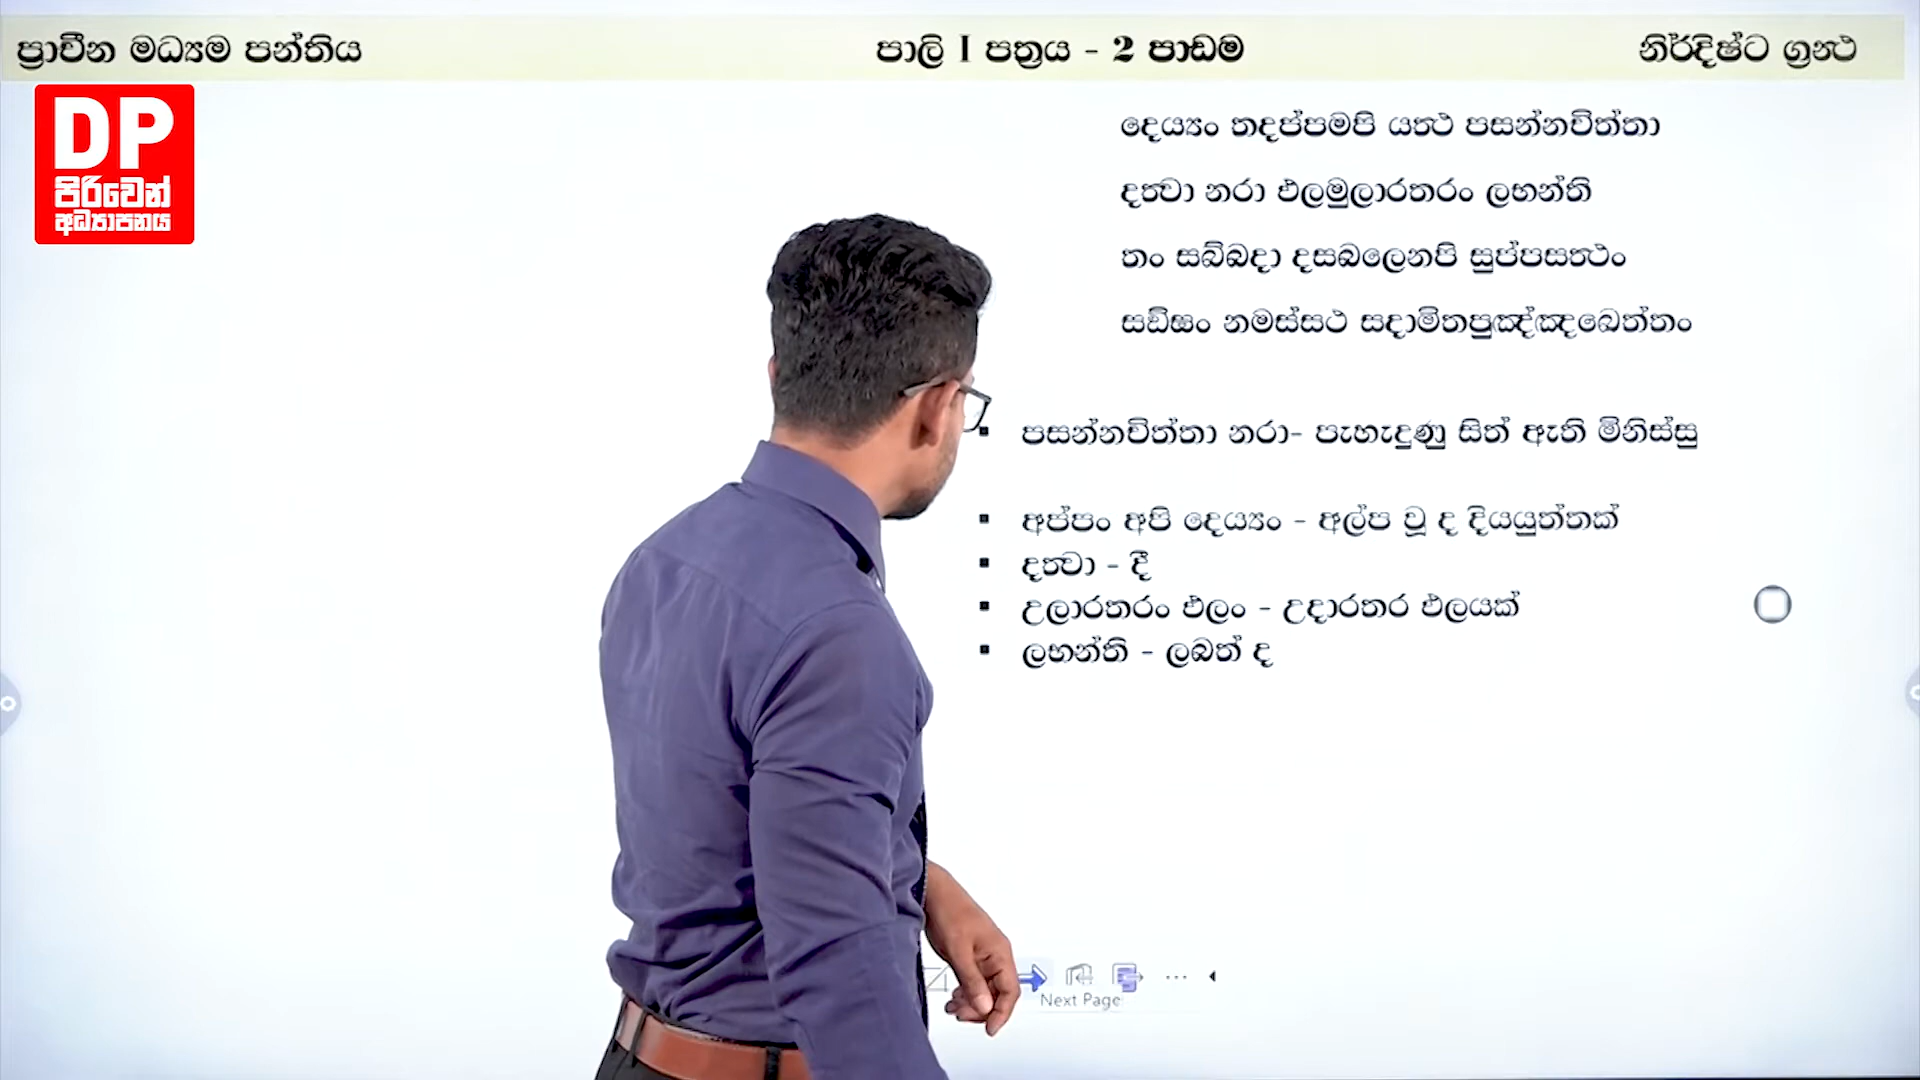 ප්‍රාචීන මධ්‍යම පන්තිය
පාලි I පත්‍රය - 2 පාඩම
නිර්දිෂ්ට ග්‍රන්ථ
DP
පිරිවෙන්
අධ්‍යාපනය
දෙය්‍යං තදප්පමපි යත්‍ථ පසන්නචිත්තා
දත්‍වා නරා ඵලමුලාරතරං ලභන්ති
තං සබ්බදා දසබලෙනපි සුප්පසත්‍ථං
සඞ්ඝං නමස්සථ සදාමිතපුඤ්ඤඛෙත්තං
▪ පසන්නචිත්තා නරා- පැහැදුණු සිත් ඇති මිනිස්සු
▪ අප්පං අපි දෙය්‍යං - අල්ප වූ ද දියයුත්තක්
▪ දත්‍වා - දී
▪ උලාරතරං ඵලං - උදාරතර ඵලයක්
▪ ලභන්ති - ලබත් ද
Next Page